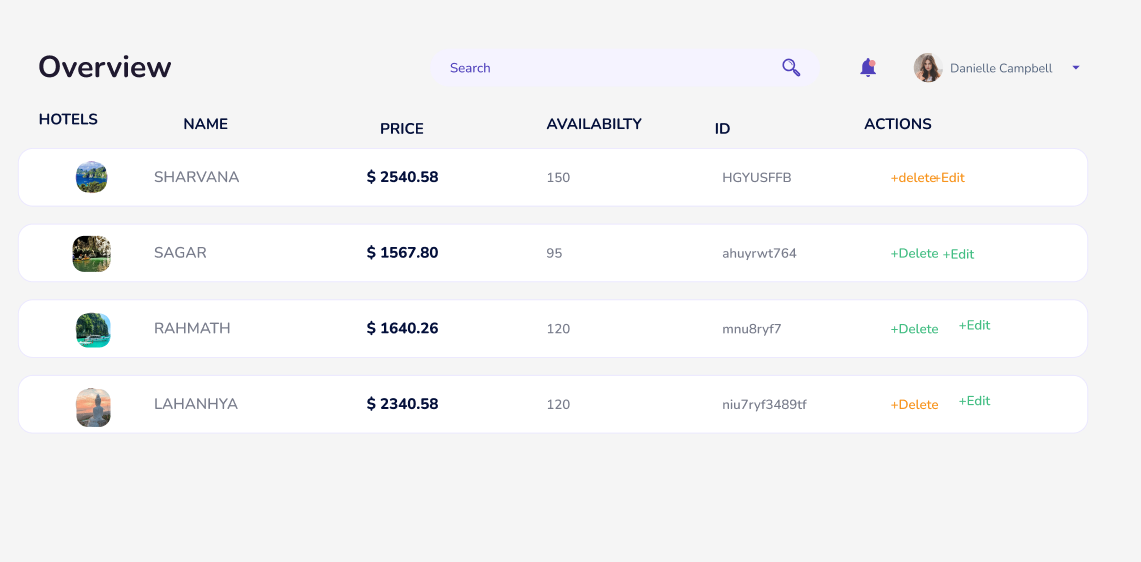 Overview
Search
Danielle Campbell
HOTELS NAME PRICE AVAILABILTY ID ACTIONS
SHARVANA $ 2540.58 150 HGYUSFFB +delete +Edit
SAGAR $ 1567.80 95 ahuyrwt764 +Delete +Edit
RAHMATH $ 1640.26 120 mnu8ryf7 +Delete +Edit
LAHANHYA $ 2340.58 120 niu7ryf3489tf +Delete +Edit